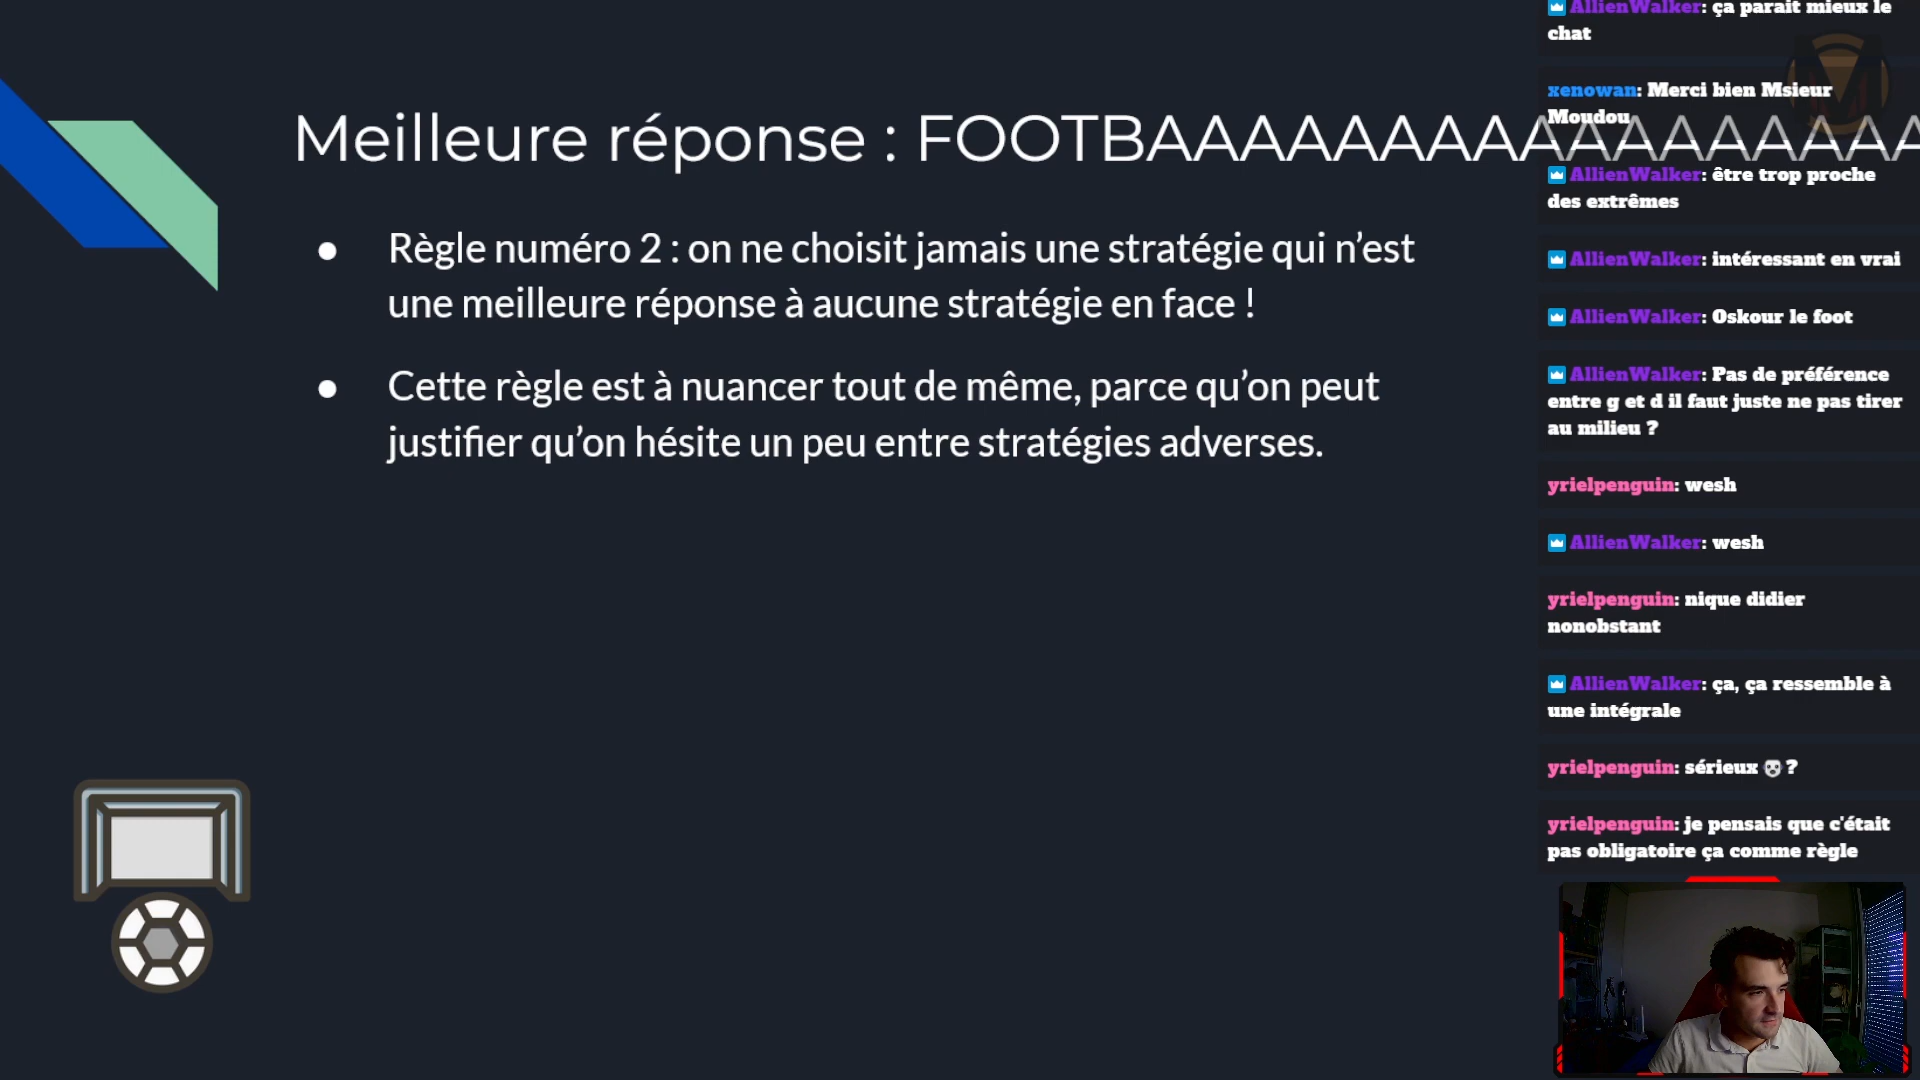 Meilleure réponse : FOOTBAAAAAAAAAAAAAAAAA
Règle numéro 2 : on ne choisit jamais une stratégie qui n’est
une meilleure réponse à aucune stratégie en face !
Cette règle est à nuancer tout de même, parce qu’on peut
justifier qu’on hésite un peu entre stratégies adverses.
AllienWalker: ça parait mieux le
chat
xenowan: Merci bien Msieur
Moudou
AllienWalker: être trop proche
des extrêmes
AllienWalker: intéressant en vrai
AllienWalker: Oskour le foot
AllienWalker: Pas de préférence
entre g et d il faut juste ne pas tirer
au milieu ?
yrielpenguin: wesh
AllienWalker: wesh
yrielpenguin: nique didier
nonobstant
AllienWalker: ça, ça ressemble à
une intégrale
yrielpenguin: sérieux 💀?
yrielpenguin: je pensais que c'était
pas obligatoire ça comme règle